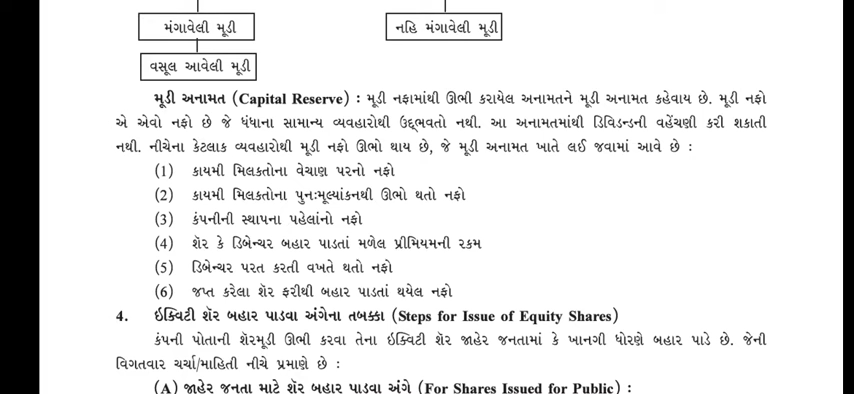 મંગાવેલી મૂડી
નહિ મંગાવેલી મૂડી
વસૂલ આવેલી મૂડી
મૂડી અનામત (Capital Reserve) : મૂડી નફામાંથી ઊભી કરાયેલ અનામતને મૂડી અનામત કહેવાય છે. મૂડી નફો
એ એવો નફો છે જે ધંધાના સામાન્ય વ્યવહારોથી ઉદ્ભવતો નથી. આ અનામતમાંથી ડિવિડન્ડની વહેંચણી કરી શકાતી
નથી. નીચેના કેટલાક વ્યવહારોથી મૂડી નફો ઊભો થાય છે, જે મૂડી અનામત ખાતે લઈ જવામાં આવે છે :
(1) કાયમી મિલકતોના વેચાણ પરનો નફો
(2) કાયમી મિલકતોના પુનઃમૂલ્યાંકનથી ઊભો થતો નફો
(3) કંપનીની સ્થાપના પહેલાંનો નફો
(4) શૅર કે ડિબેન્ચર બહાર પાડતાં મળેલ પ્રીમિયમની રકમ
(5) ડિબેન્ચર પરત કરતી વખતે થતો નફો
(6) જપ્ત કરેલા શૅર ફરીથી બહાર પાડતાં થયેલ નફો
4. ઇક્વિટી શૅર બહાર પાડવા અંગેના તબક્કા (Steps for Issue of Equity Shares)
કંપની પોતાની શૅરમૂડી ઊભી કરવા તેના ઇક્વિટી શૅર જાહેર જનતામાં કે ખાનગી ધોરણે બહાર પાડે છે. જેની
વિગતવાર ચર્ચા/માહિતી નીચે પ્રમાણે છે :
(A) જાહેર જનતા માટે શૅર બહાર પાડવા અંગે (For Shares Issued for Public) :